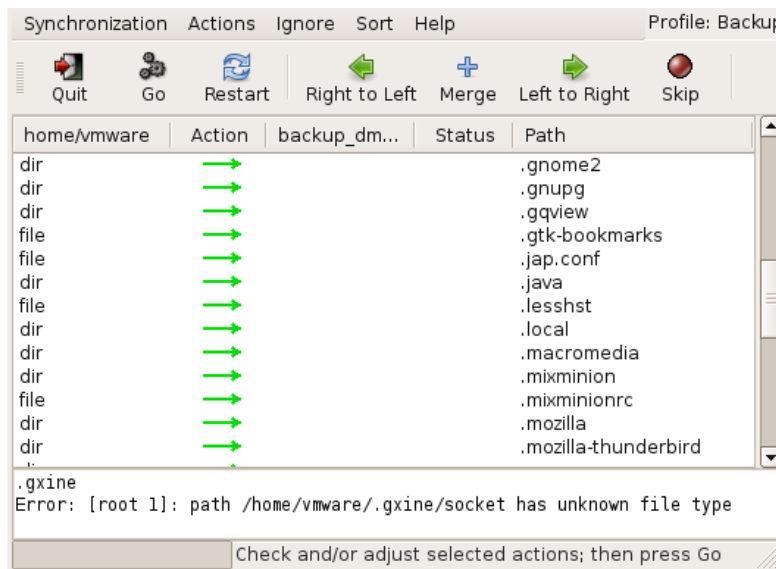 Synchronization Actions Ignore Sort Help Profile: Backup
Quit Go Restart Right to Left Merge Left to Right Skip
home/vmware Action backup_dm... Status Path
dir .gnome2
dir .gnupg
dir .gqview
file .gtk-bookmarks
file .jap.conf
dir .java
file .lesshst
dir .local
dir .macromedia
dir .mixminion
file .mixminionrc
dir .mozilla
dir .mozilla-thunderbird
.gxine
Error: [root 1]: path /home/vmware/.gxine/socket has unknown file type
Check and/or adjust selected actions; then press Go